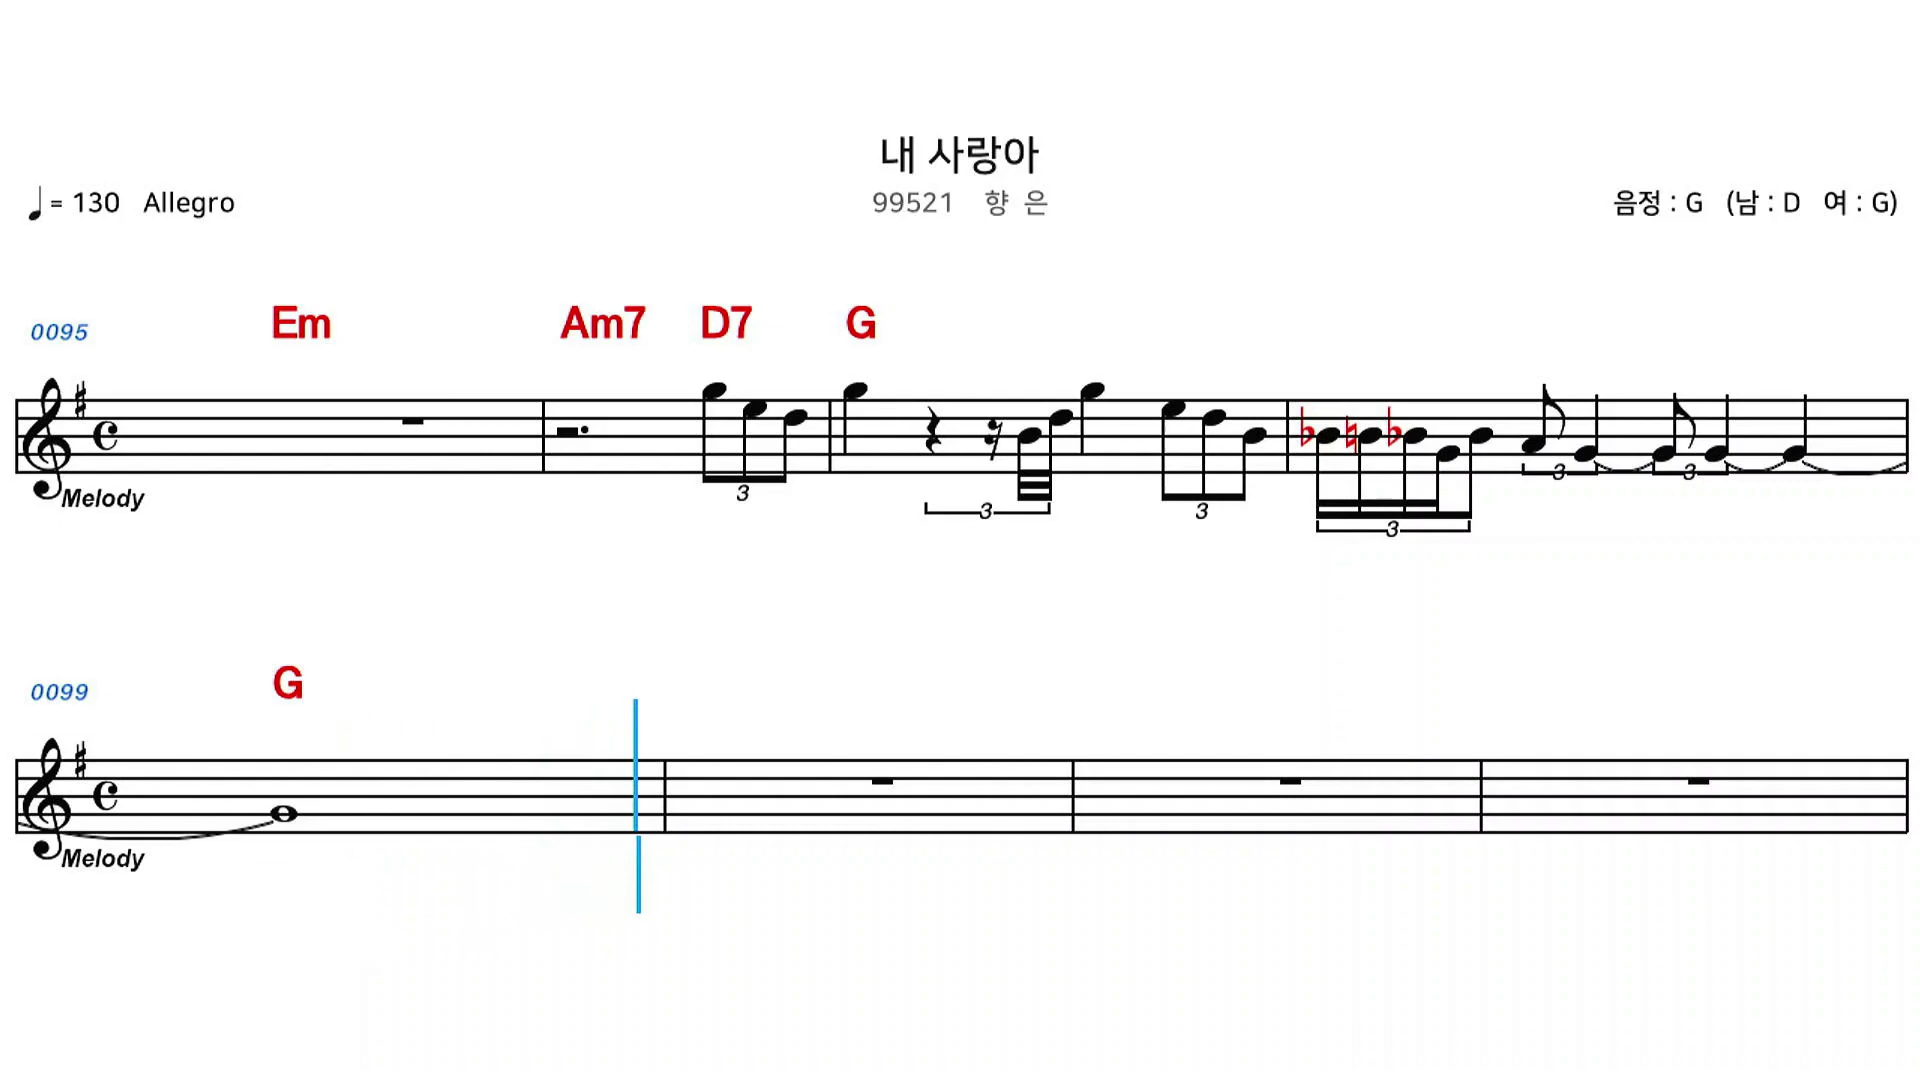 내 사랑아
♩= 130 Allegro
99521 향 은
음정 : G (남 : D 여 : G)
0095 Em Am7 D7 G
Melody
3 3 3 3 3 3
0099 G
Melody